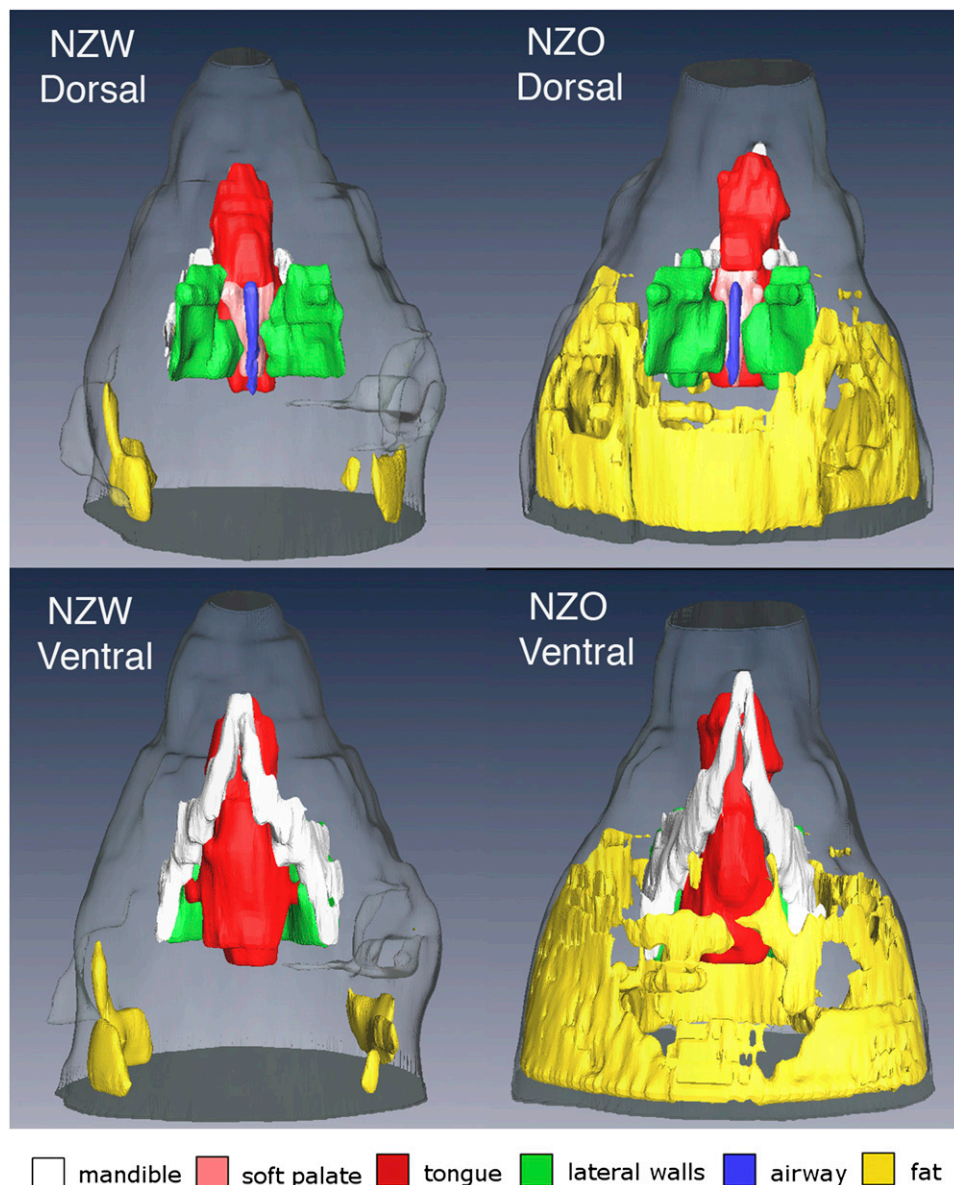 NZW
Dorsal
NZO
Dorsal
NZW
Ventral
NZO
Ventral
mandible soft palate tongue lateral walls airway fat